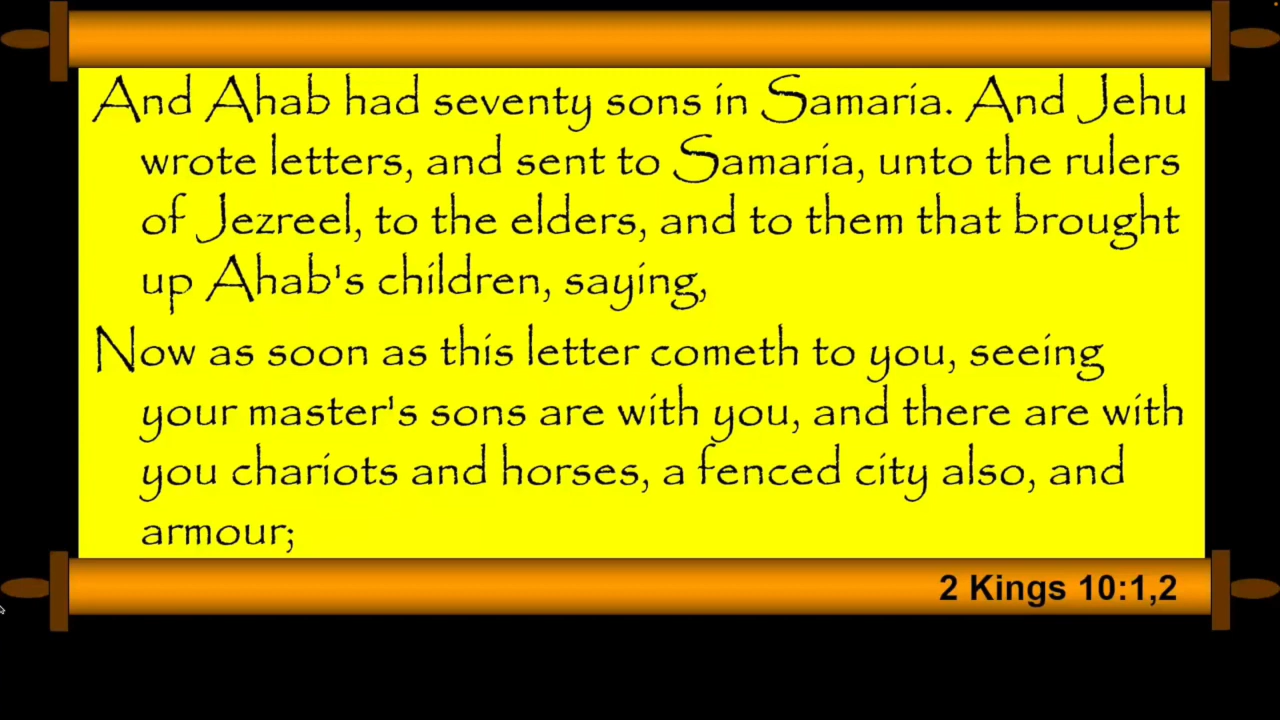 And Ahab had seventy sons in Samaria. And Jehu
wrote letters, and sent to Samaria, unto the rulers
of Jezreel, to the elders, and to them that brought
up Ahab's children, saying,
Now as soon as this letter cometh to you, seeing
your master's sons are with you, and there are with
you chariots and horses, a fenced city also, and
armour;
2 Kings 10:1,2